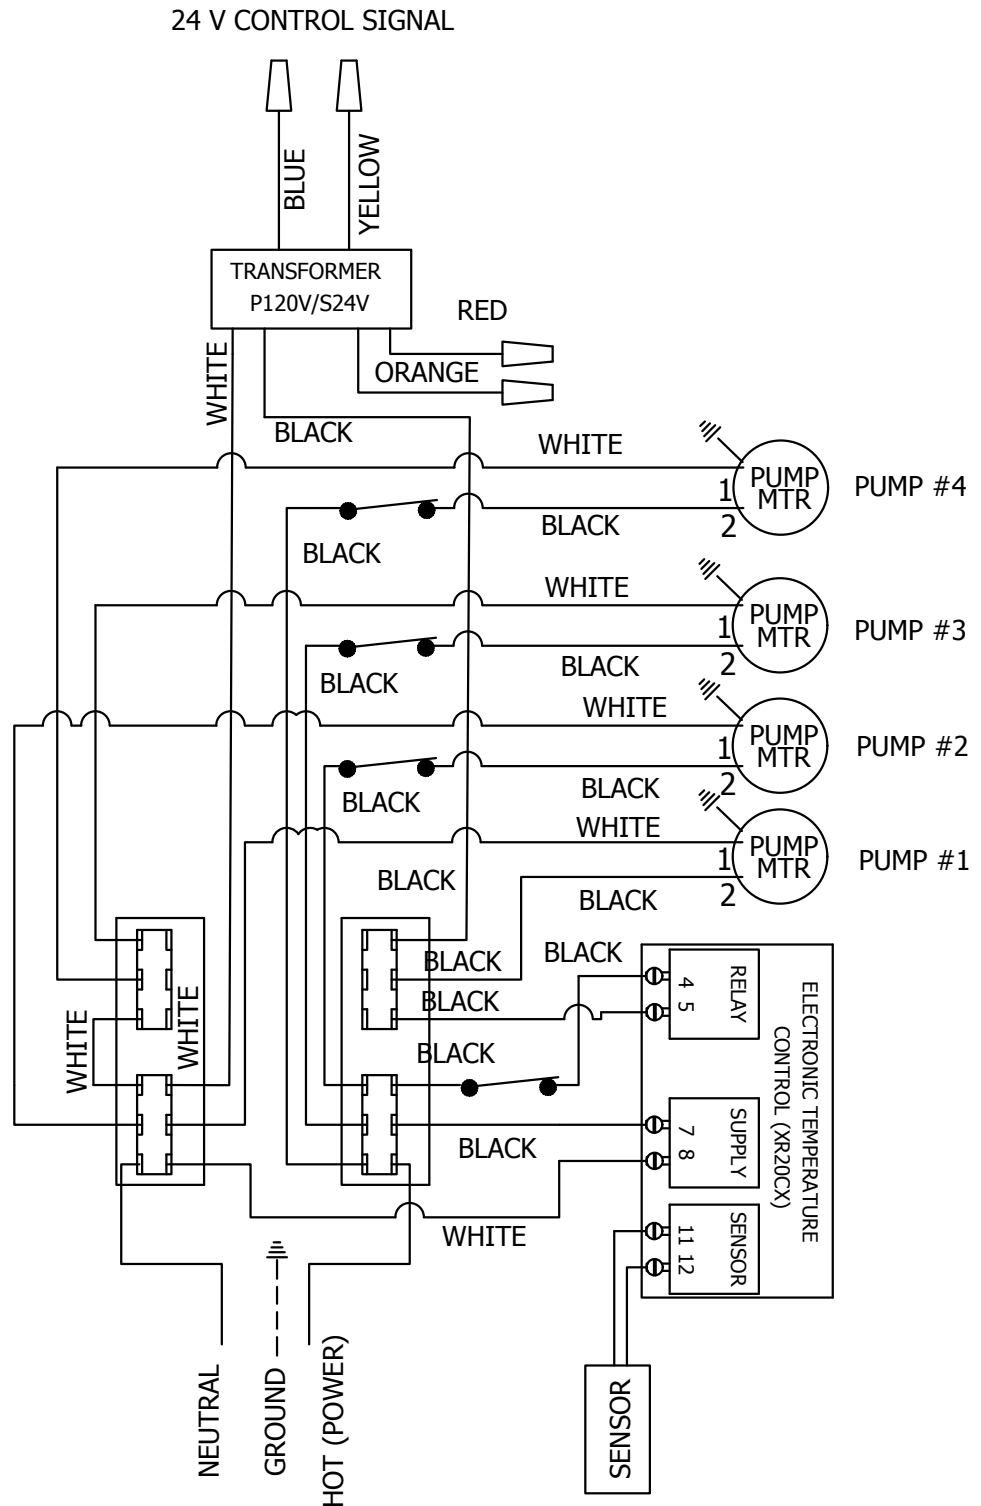 24 V CONTROL SIGNAL
BLUE
YELLOW
TRANSFORMER
P120V/S24V
RED
WHITE
ORANGE
BLACK
WHITE
PUMP
MTR
1
2
PUMP #4
BLACK
BLACK
WHITE
PUMP
MTR
1
2
PUMP #3
BLACK
BLACK
WHITE
PUMP
MTR
1
2
PUMP #2
BLACK
BLACK
WHITE
PUMP
MTR
1
2
PUMP #1
BLACK
BLACK
BLACK
BLACK
BLACK
BLACK
WHITE
WHITE
4
5
RELAY
ELECTRONIC TEMPERATURE
CONTROL (XR20CX)
7
8
SUPPLY
BLACK
WHITE
11
12
SENSOR
NEUTRAL
GROUND
HOT (POWER)
SENSOR